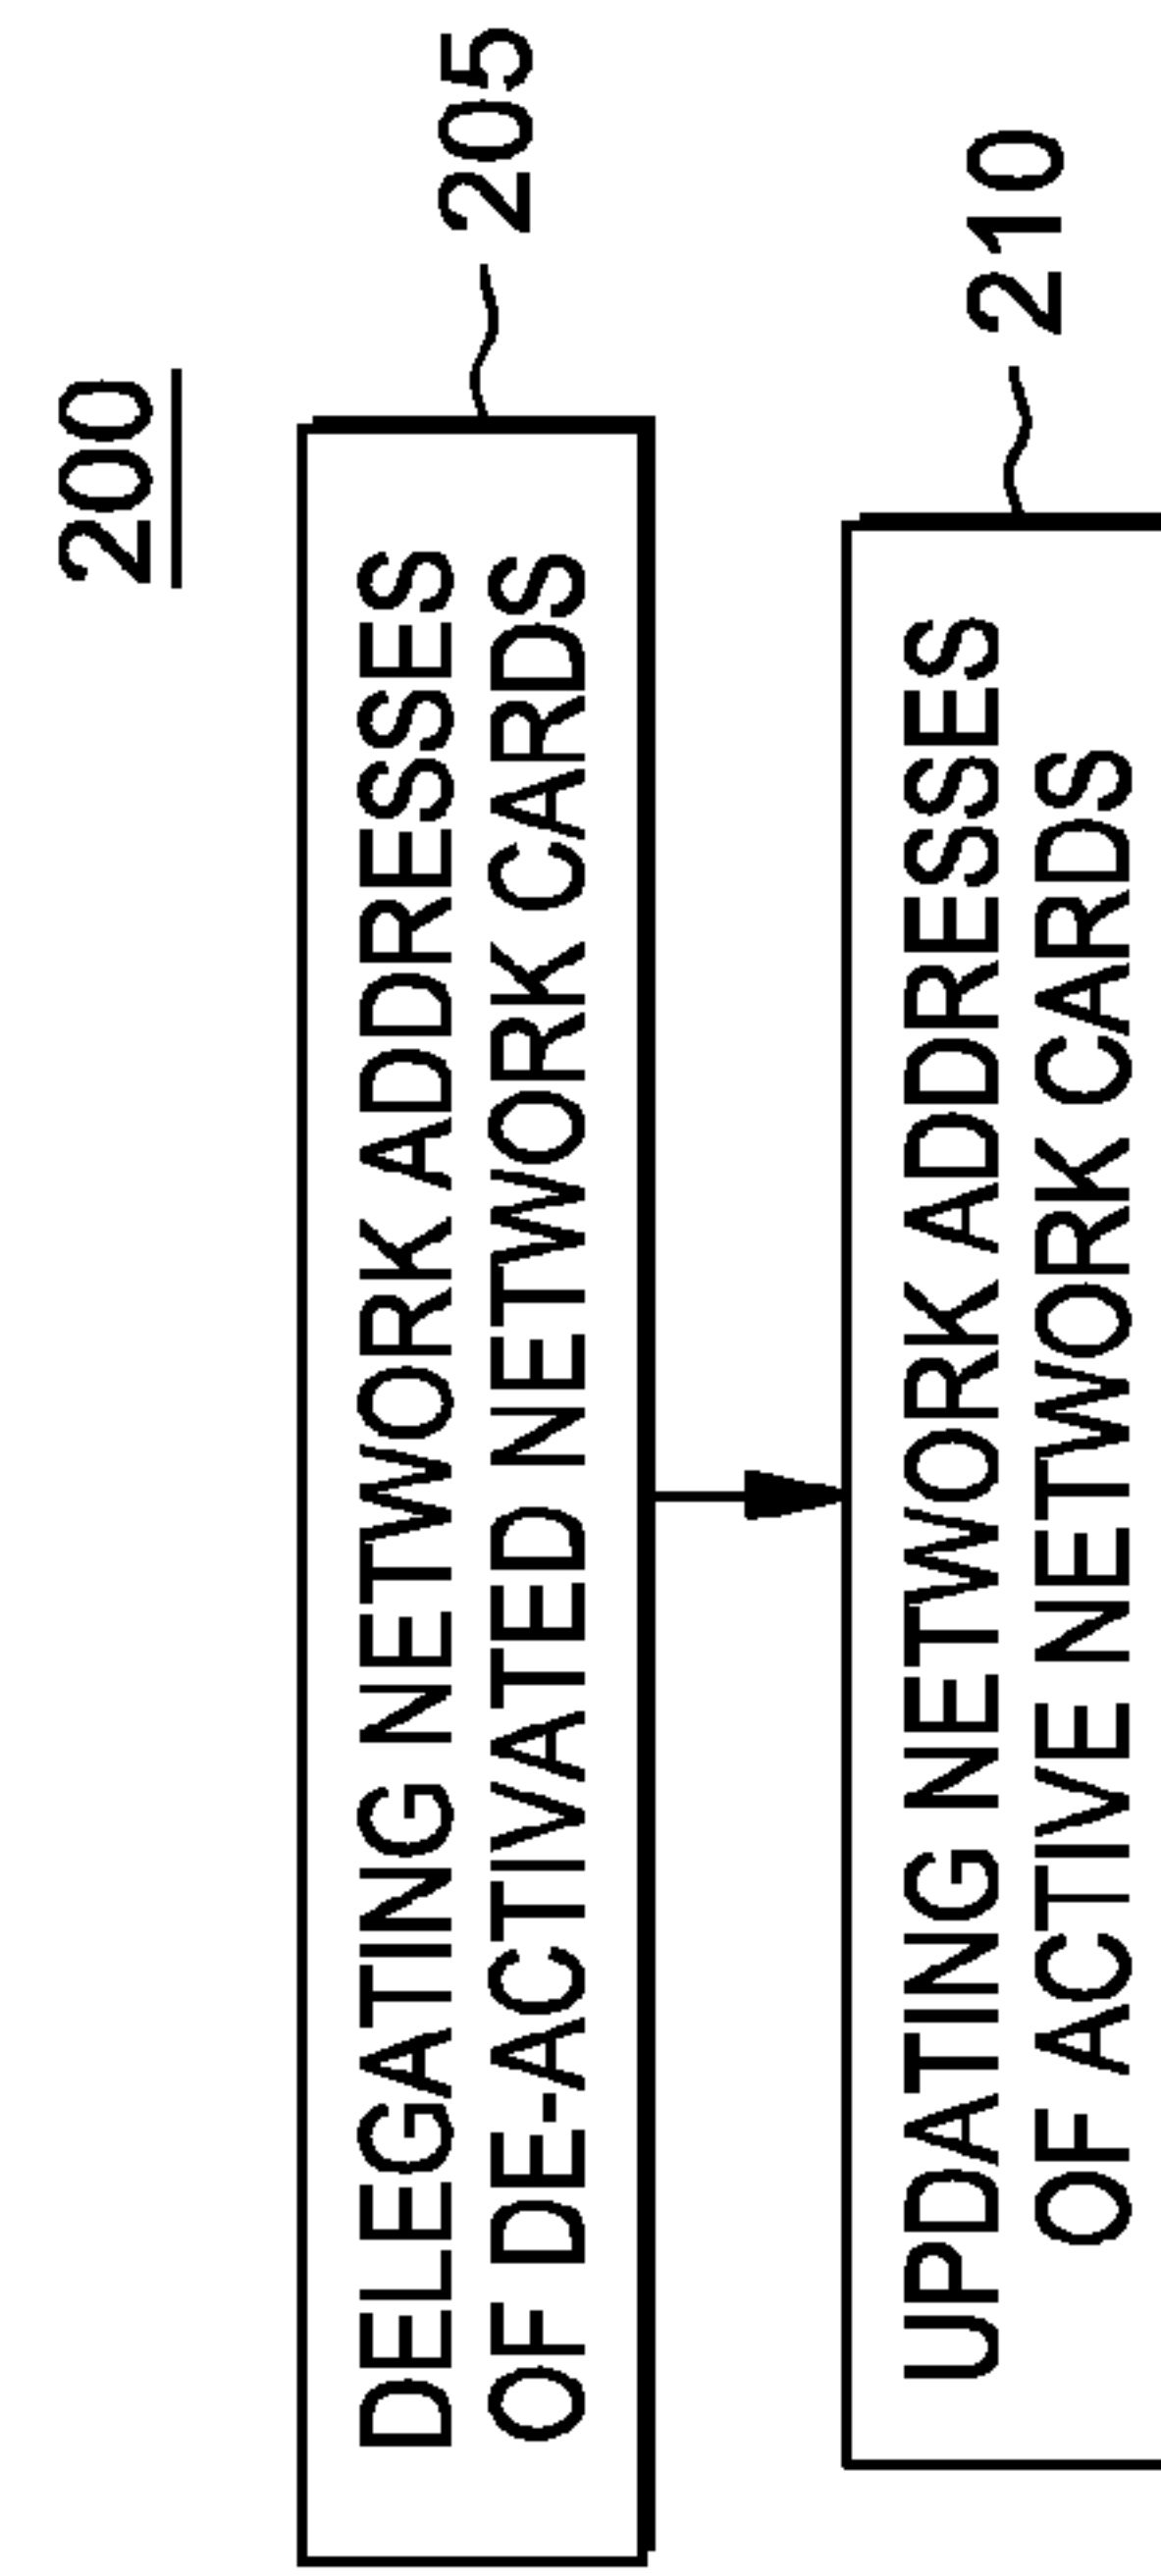 200
DELEGATING NETWORK ADDRESSES
OF DE-ACTIVATED NETWORK CARDS
205
UPDATING NETWORK ADDRESSES
OF ACTIVE NETWORK CARDS
210